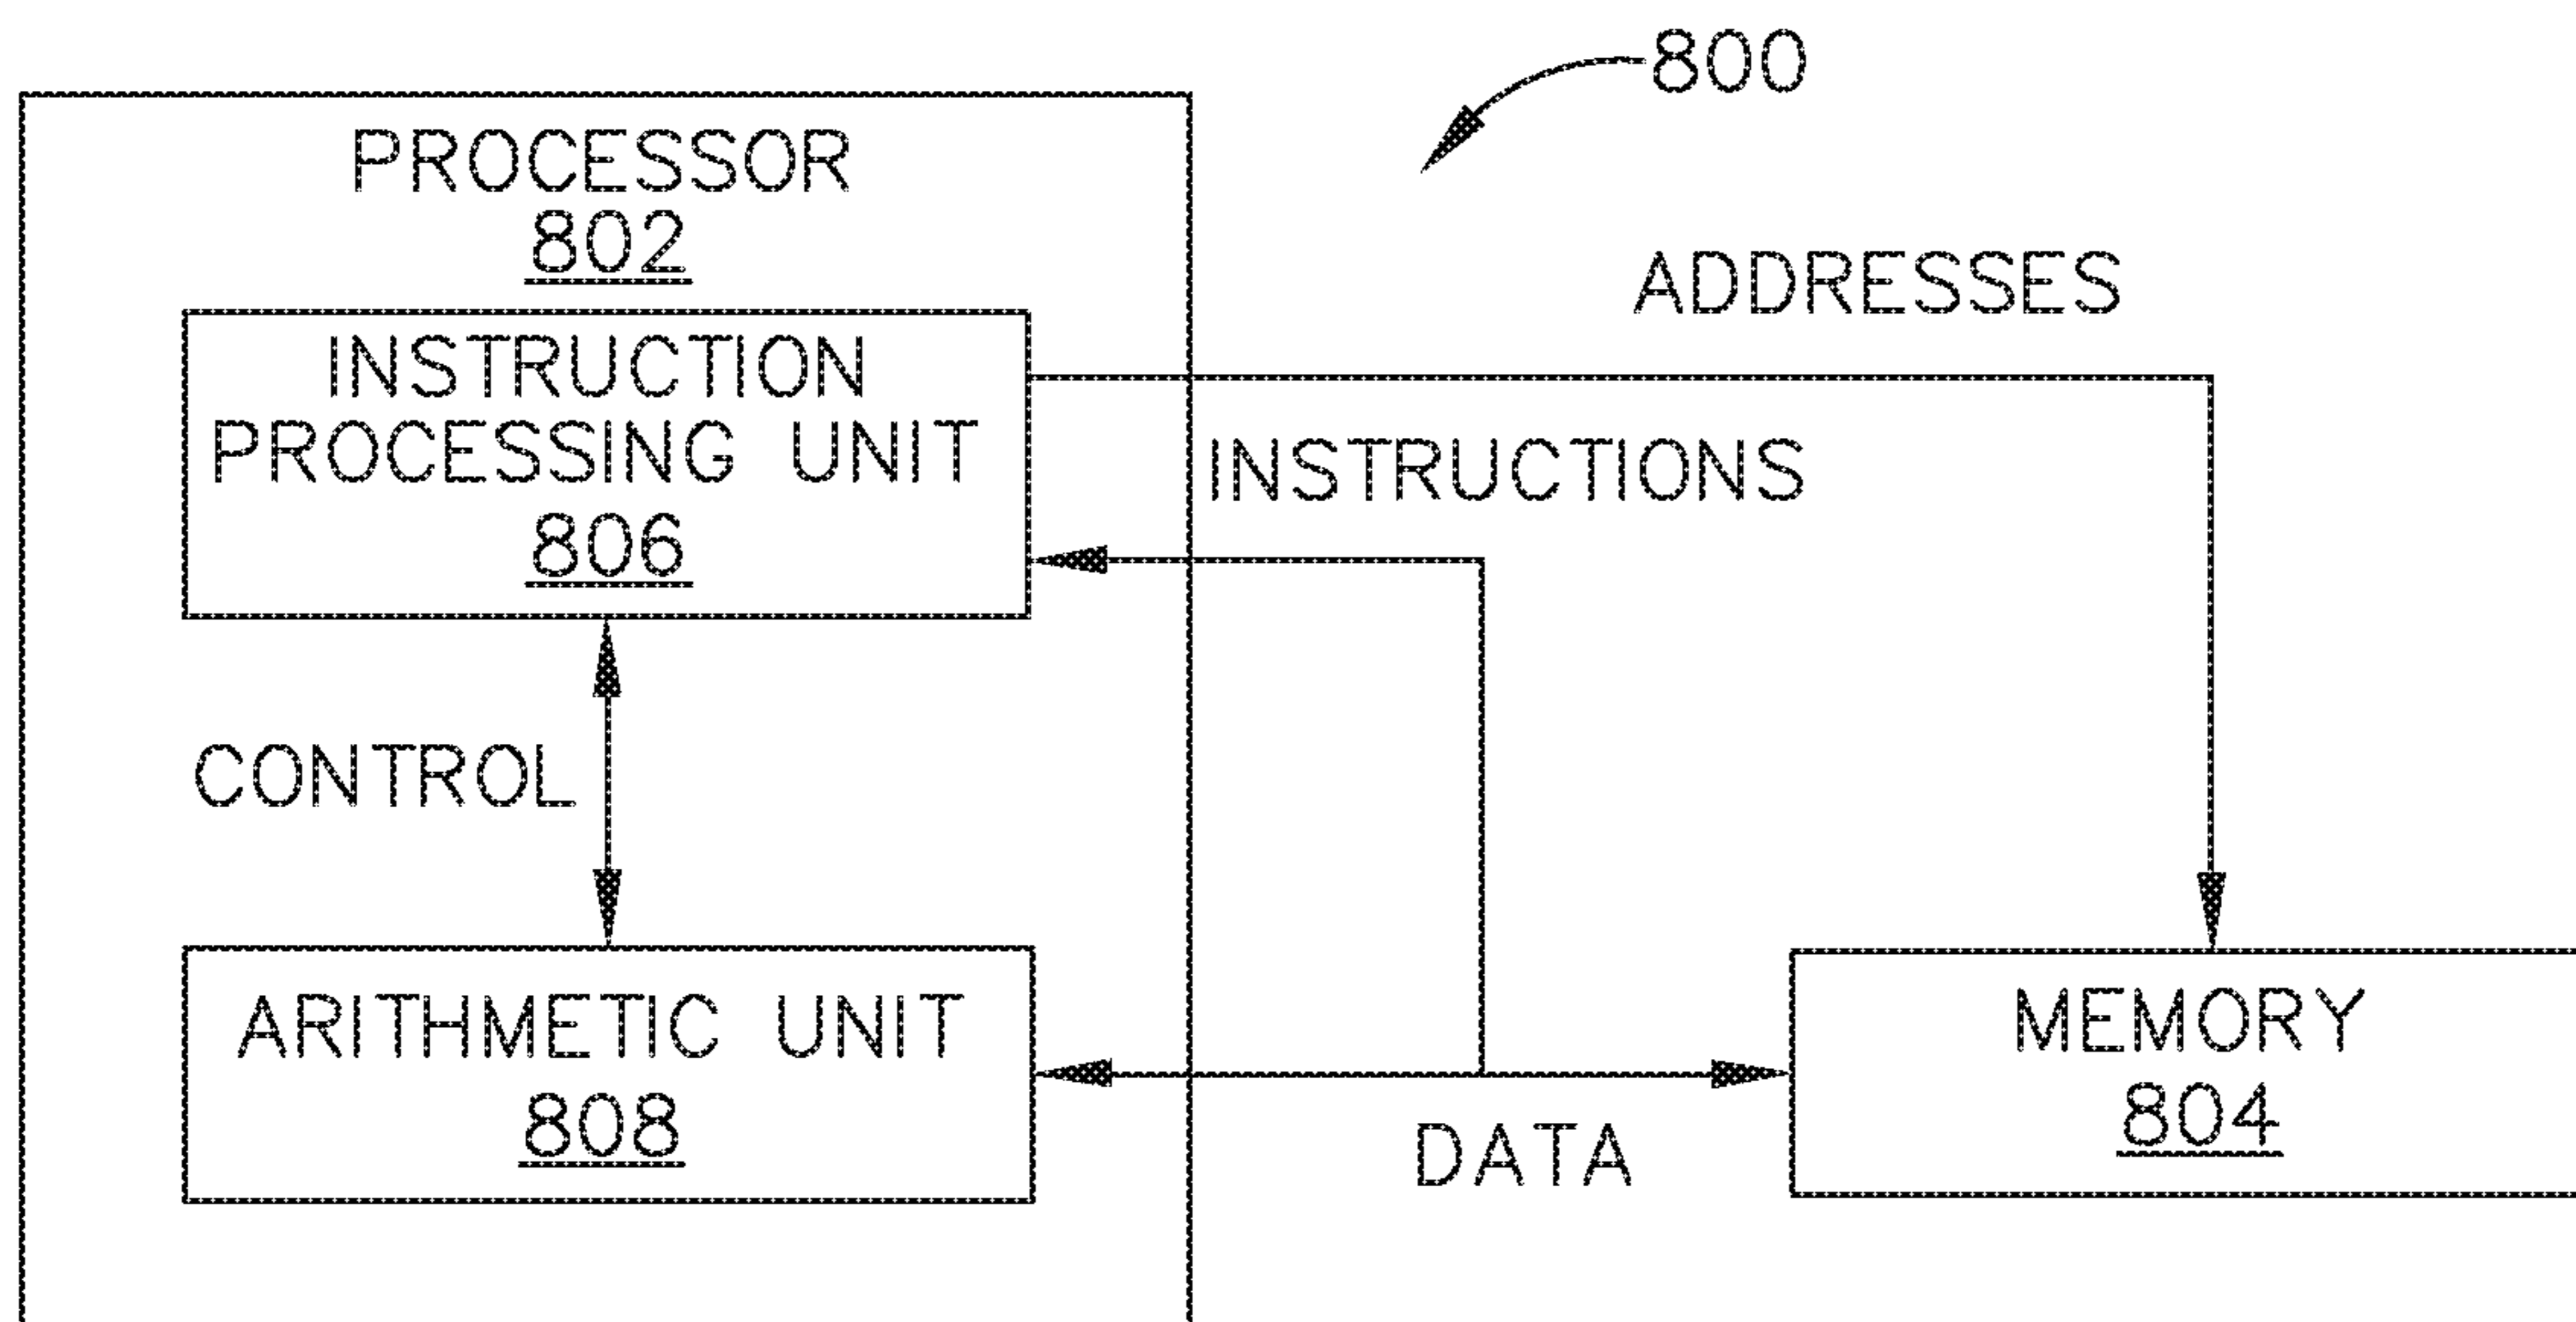 800
PROCESSOR
802
ADDRESSES
INSTRUCTION
PROCESSING UNIT
806
INSTRUCTIONS
CONTROL
ARITHMETIC UNIT
808
DATA
MEMORY
804